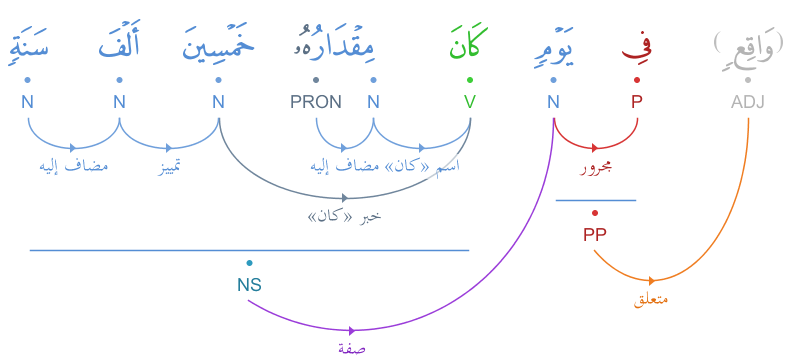 (وَاقِعٍ) فِى يَوْمٍ كَانَ مِقْدَارُهُۥ خَمْسِينَ أَلْفَ سَنَةٍ
ADJ P N V N PRON N N N
مجرور اسم «كان» مضاف إليه تمييز مضاف إليه
خبر «كان»
PP
NS
متعلق
صفة